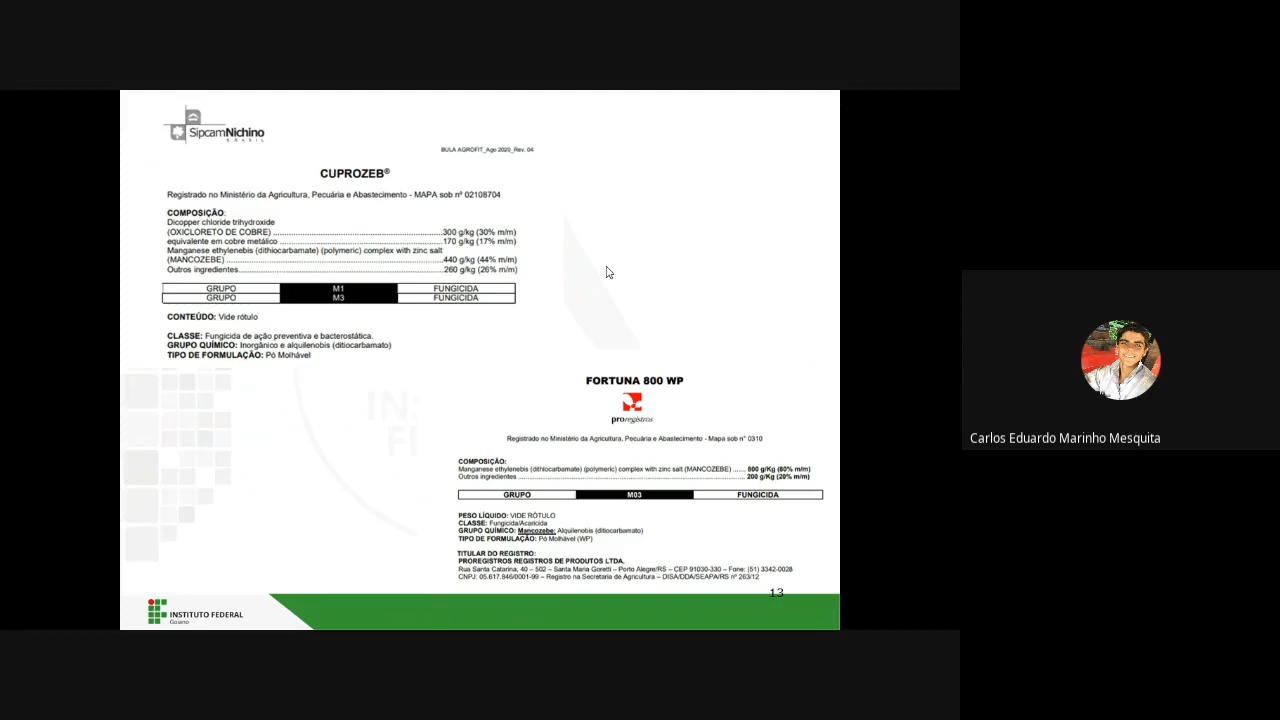 SipcamNichino
BRASIL
BULA AGROFIT_Ago 2020_Rev. 04
CUPROZEB®
Registrado no Ministério da Agricultura, Pecuária e Abastecimento - MAPA sob nº 02108704
COMPOSIÇÃO:
Dicopper chloride trihydroxide
(OXICLORETO DE COBRE) ..........................................................300 g/kg (30% m/m)
equivalente em cobre metálico .......................................................170 g/kg (17% m/m)
Manganese ethylenebis (dithiocarbamate) (polymeric) complex with zinc salt
(MANCOZEBE) .........................................................................440 g/kg (44% m/m)
Outros ingredientes.....................................................................260 g/kg (26% m/m)
GRUPO M1 FUNGICIDA
GRUPO M3 FUNGICIDA
CONTEÚDO: Vide rótulo
CLASSE: Fungicida de ação preventiva e bacterostática.
GRUPO QUÍMICO: Inorgânico e alquilenobis (ditiocarbamato)
TIPO DE FORMULAÇÃO: Pó Molhável
INS
FE
FORTUNA 800 WP
proregistros
Registrado no Ministério da Agricultura, Pecuária e Abastecimento - Mapa sob n° 0310
COMPOSIÇÃO:
Manganese ethylenebis (dithiocarbamate) (polymeric) complex with zinc salt (MANCOZEBE) ...... 800 g/Kg (80% m/m)
Outros ingredientes ................................................................................................ 200 g/Kg (20% m/m)
GRUPO M03 FUNGICIDA
PESO LÍQUIDO: VIDE RÓTULO
CLASSE: Fungicida/Acaricida
GRUPO QUÍMICO: Mancozebe: Alquilenobis (ditiocarbamato)
TIPO DE FORMULAÇÃO: Pó Molhável (WP)
TITULAR DO REGISTRO:
PROREGISTROS REGISTROS DE PRODUTOS LTDA.
Rua Santa Catarina, 40 – 502 – Santa Maria Goretti – Porto Alegre/RS – CEP 91030-330 – Fone: (51) 3342-0028
CNPJ: 05.617.846/0001-99 – Registro na Secretaria de Agricultura – DISA/DDA/SEAPA/RS nº 263/12
13
INSTITUTO FEDERAL
Goiano
Carlos Eduardo Marinho Mesquita